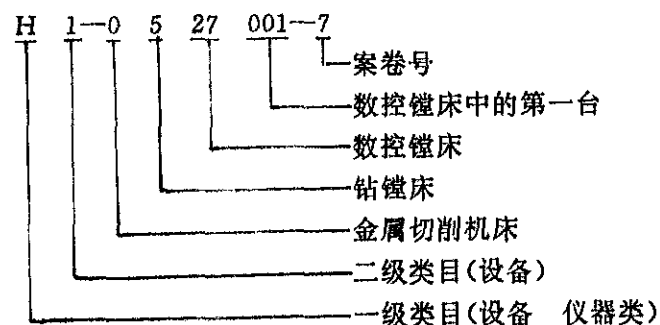 H 1—0 5 27 001—7
案卷号
数控镗床中的第一台
数控镗床
钻镗床
金属切削机床
二级类目(设备)
一级类目(设备 仪器类)